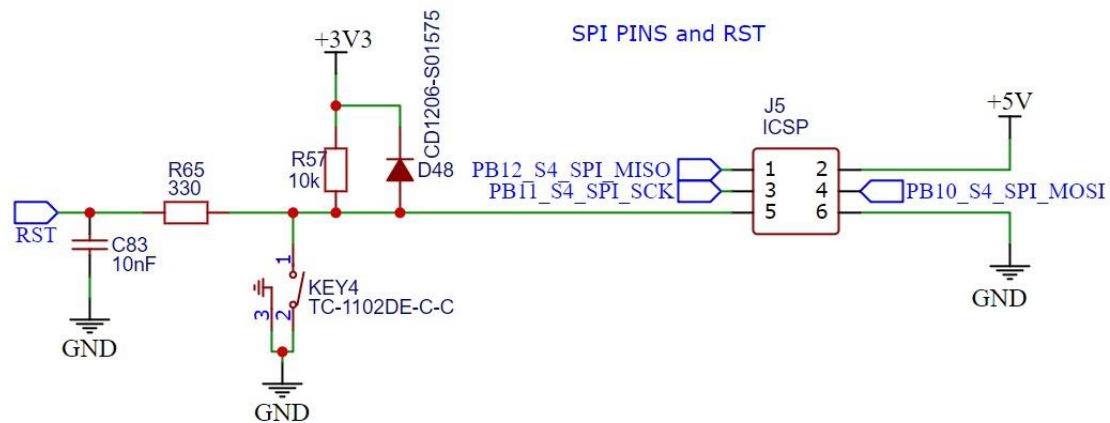 SPI PINS and RST
+3V3
CD1206-S01575
R57
10k
D48
R65
330
RST
C83
10nF
GND
1
KEY4
TC-1102DE-C-C
3
2
GND
J5
ICSP
+5V
PB12_S4_SPI_MISO
1
2
PB11_S4_SPI_SCK
3
4
PB10_S4_SPI_MOSI
5
6
GND